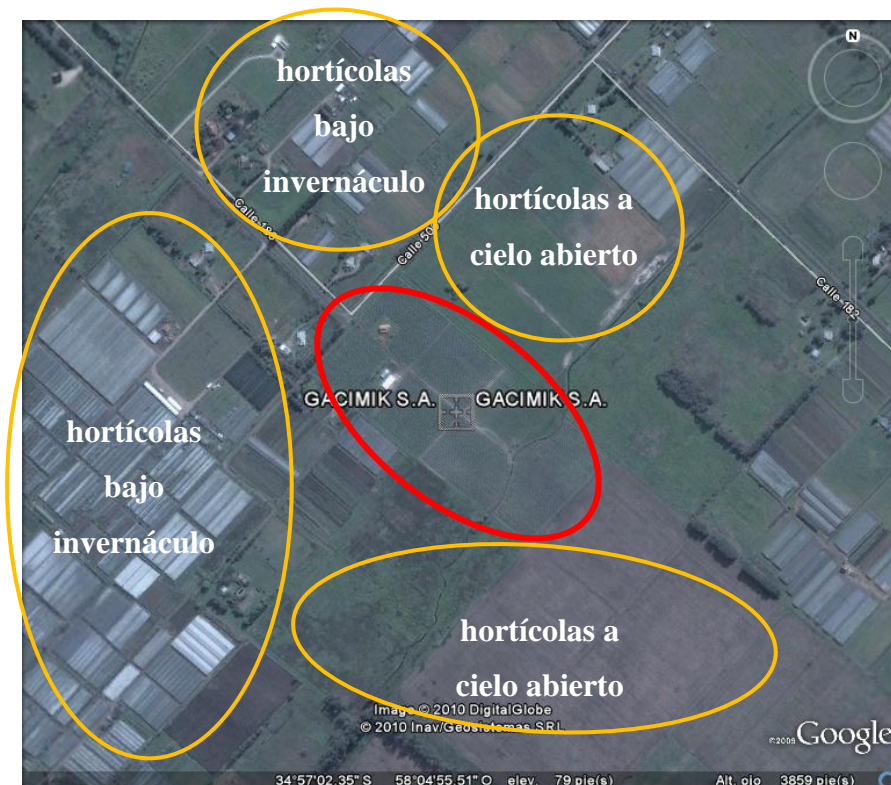 N
hortícolas
bajo
invernáculo
hortícolas a
cielo abierto
Calle 182
GACIMIK S.A. GACIMIK S.A.
hortícolas
bajo
invernáculo
hortícolas a
cielo abierto
Image © 2010 DigitalGlobe
© 2010 Inav/Geosistemas SRL
©2009 Google
34°57'02.35" S 58°04'55.51" O elev. 79 pie(s) Alt. ojo 3859 pie(s)